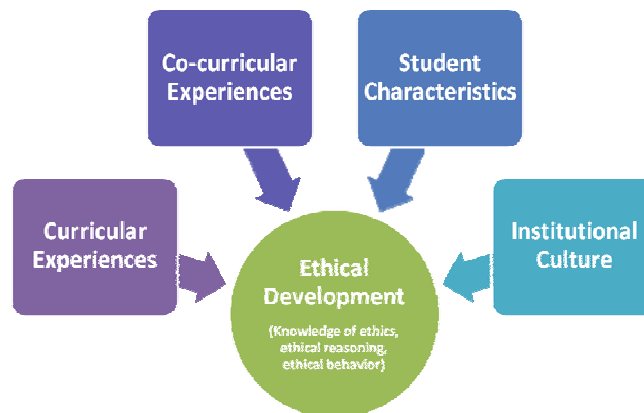 Co-curricular
Experiences
Student
Characteristics
Curricular
Experiences
Institutional
Culture
Ethical
Development
(Knowledge of ethics,
ethical reasoning,
ethical behavior)